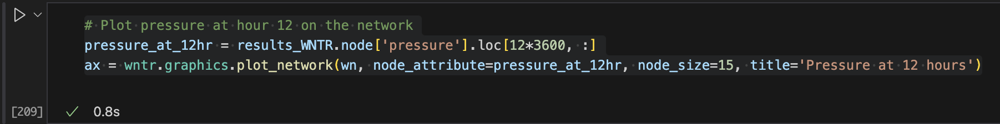 # Plot pressure at hour 12 on the network
pressure_at_12hr = results_WNTR.node['pressure'].loc[12*3600, :]
ax = wntr.graphics.plot_network(wn, node_attribute=pressure_at_12hr, node_size=15, title='Pressure at 12 hours')
[209]
0.8s